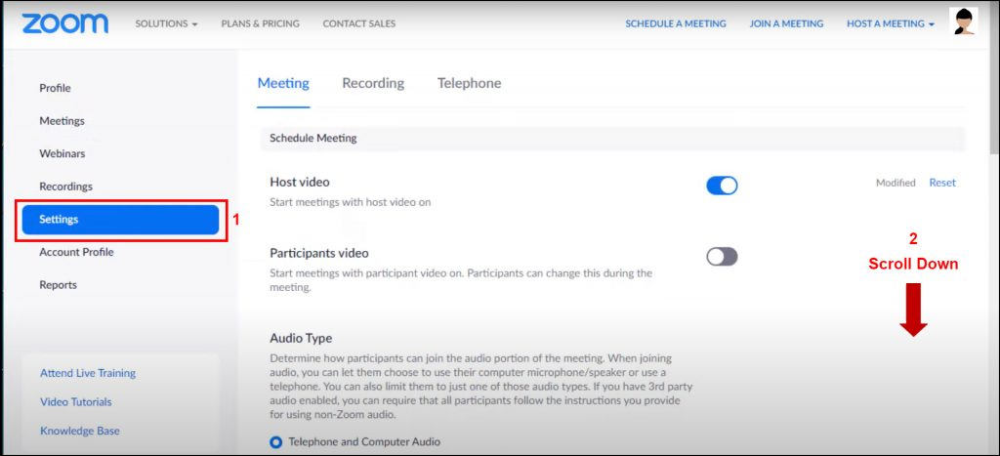 zoom
SOLUTIONS
PLANS & PRICING
CONTACT SALES
SCHEDULE A MEETING
JOIN A MEETING
HOST A MEETING
Profile
Meetings
Webinars
Recordings
Settings
1
Account Profile
Reports
Attend Live Training
Video Tutorials
Knowledge Base
Meeting
Recording
Telephone
Schedule Meeting
Host video
Start meetings with host video on
Modified
Reset
Participants video
Start meetings with participant video on. Participants can change this during the
meeting.
2
Scroll Down
Audio Type
Determine how participants can join the audio portion of the meeting. When joining
audio, you can let them choose to use their computer microphone/speaker or use a
telephone. You can also limit them to just one of those audio types. If you have 3rd party
audio enabled, you can require that all participants follow the instructions you provide
for using non-Zoom audio.
Telephone and Computer Audio